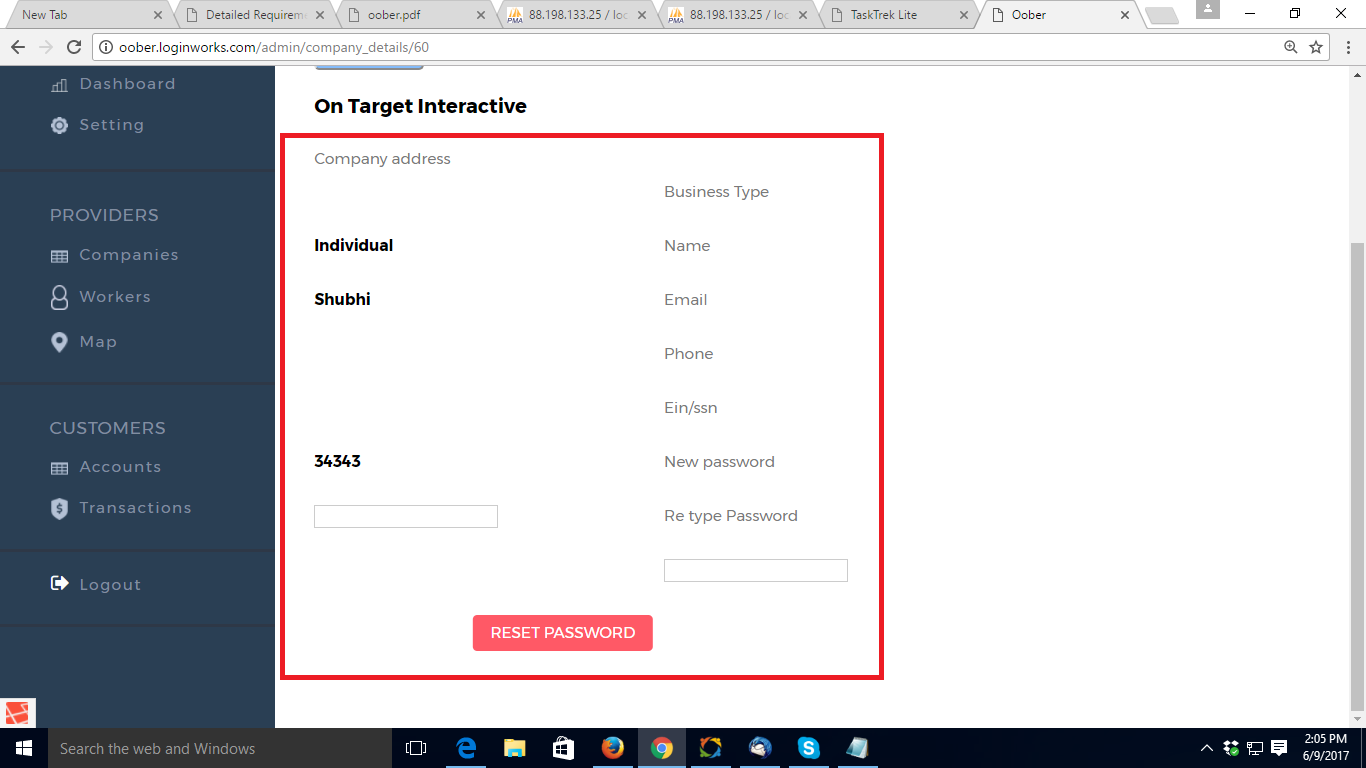 New Tab
Detailed Requirem
oober.pdf
PMA 88.198.133.25 / loc
PMA 88.198.133.25 / loc
TaskTrek Lite
Oober
oober.loginworks.com/admin/company_details/60
Dashboard
Setting
PROVIDERS
Companies
Workers
Map
CUSTOMERS
Accounts
Transactions
Logout
On Target Interactive
Company address
Business Type
Individual Name
Shubhi Email
Phone
Ein/ssn
34343 New password
Re type Password
RESET PASSWORD
Search the web and Windows
2:05 PM
6/9/2017